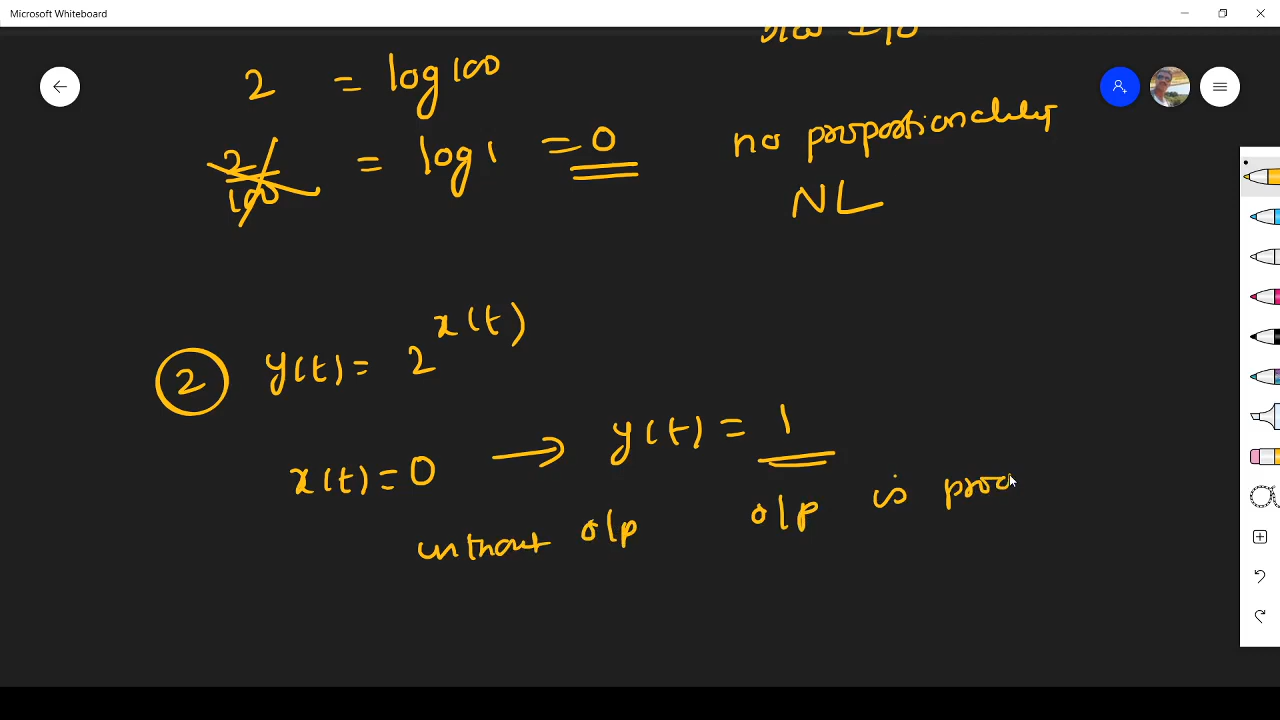 Microsoft Whiteboard
2 = log 100
2/100 = log 1 = 0
no proportionality
NL
2 y(t) = 2^x(t)
x(t) = 0 → y(t) = 1
without o/p o/p is proc